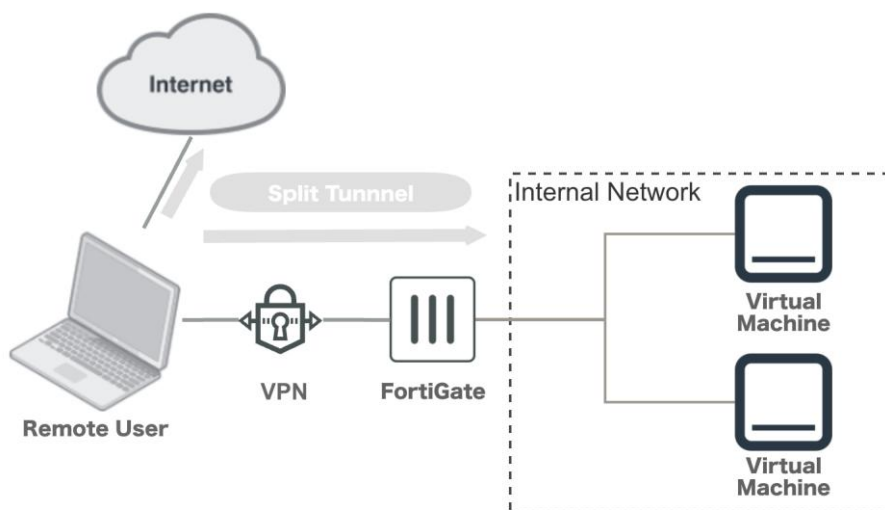 Internet
Split Tunnnel
Internal Network
Virtual
Machine
VPN
FortiGate
Remote User
Virtual
Machine